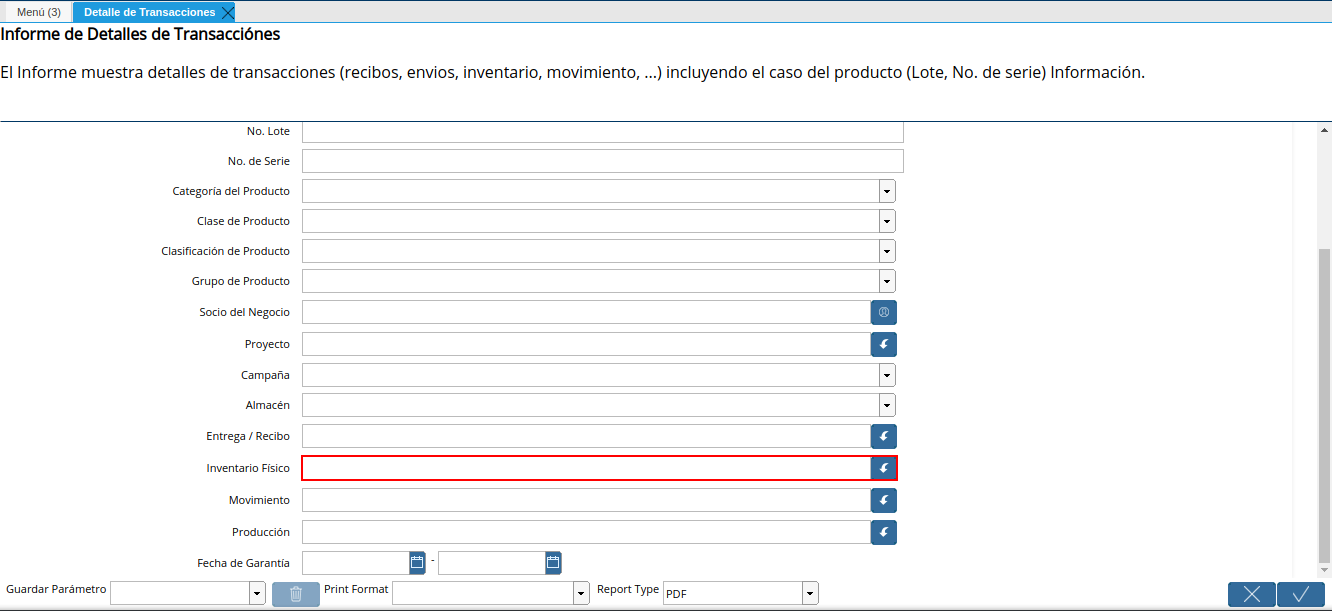 Menú (3)
Detalle de Transacciones
Informe de Detalles de Transacciónes
El Informe muestra detalles de transacciones (recibos, envios, inventario, movimiento, ...) incluyendo el caso del producto (Lote, No. de serie) Información.
No. Lote
No. de Serie
Categoría del Producto
Clase de Producto
Clasificación de Producto
Grupo de Producto
Socio del Negocio
Proyecto
Campaña
Almacén
Entrega / Recibo
Inventario Físico
Movimiento
Producción
Fecha de Garantía -
Guardar Parámetro Print Format Report Type PDF